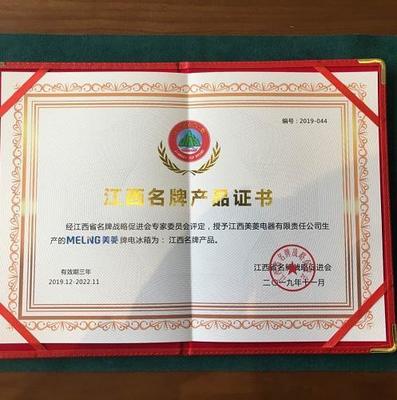 编号：2019-044
江西名牌产品证书
经江西省名牌战略促进会专家委员会评定，授予江西美菱电器有限责任公司生
产的MELING美菱牌电冰箱为：江西名牌产品。
有效期三年
2019.12-2022.11
江西省名牌战略促进会
二〇一九年十一月